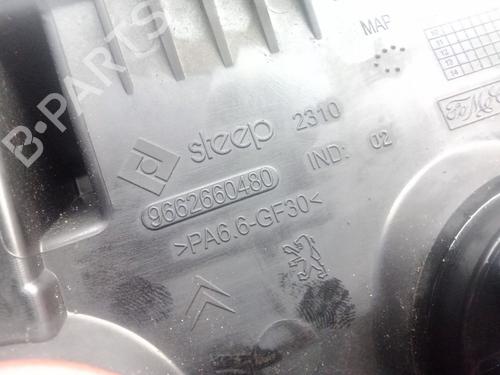 B-PARTS
MAP
steep 2310
IND: 02
9662660480
>PA6.6-GF30<